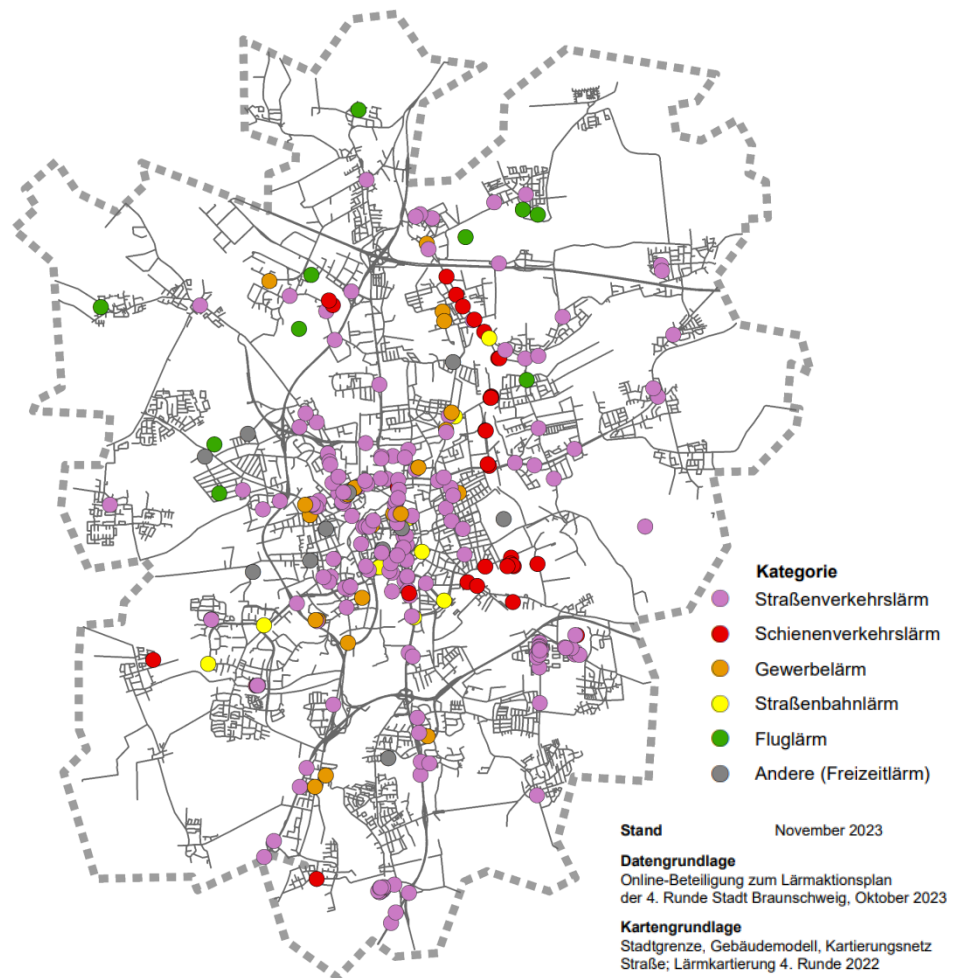 Kategorie
Straßenverkehrslärm
Schienenverkehrslärm
Gewerbelärm
Straßenbahnlärm
Fluglärm
Andere (Freizeitlärm)
Stand November 2023
Datengrundlage
Online-Beteiligung zum Lärmaktionsplan
der 4. Runde Stadt Braunschweig, Oktober 2023
Kartengrundlage
Stadtgrenze, Gebäudemodell, Kartierungsnetz
Straße; Lärmkartierung 4. Runde 2022